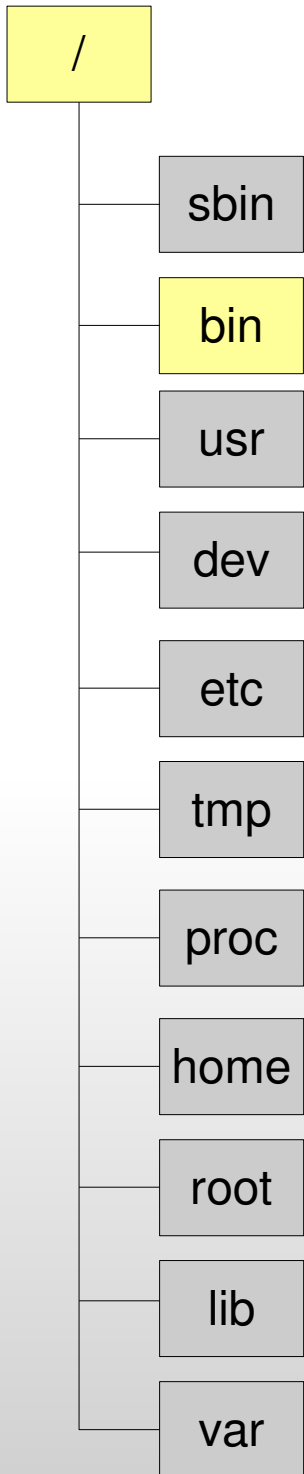 /
sbin
bin
usr
dev
etc
tmp
proc
home
root
lib
var